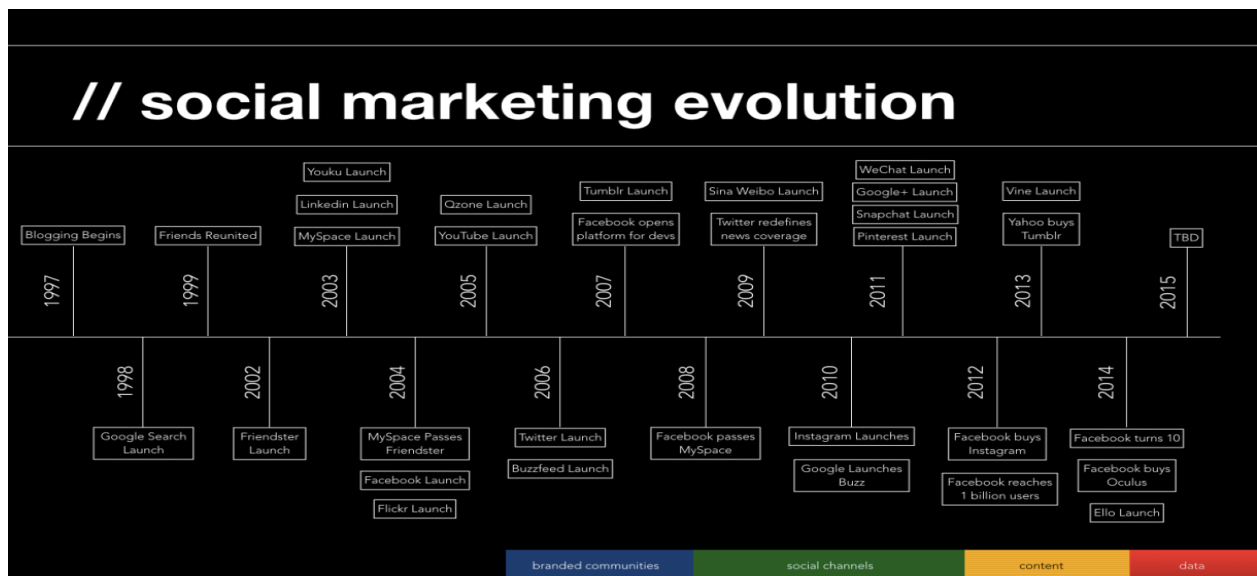 // social marketing evolution
Youku Launch
Linkedin Launch
MySpace Launch
Qzone Launch
YouTube Launch
Tumblr Launch
Facebook opens
platform for devs
Sina Weibo Launch
Twitter redefines
news coverage
WeChat Launch
Google+ Launch
Snapchat Launch
Pinterest Launch
Vine Launch
Yahoo buys
Tumblr
Blogging Begins
Friends Reunited
TBD
1997
1999
2003
2005
2007
2009
2011
2013
2015
1998
2002
2004
2006
2008
2010
2012
2014
Google Search
Launch
Friendster
Launch
MySpace Passes
Friendster
Facebook Launch
Flickr Launch
Twitter Launch
Buzzfeed Launch
Facebook passes
MySpace
Instagram Launches
Google Launches
Buzz
Facebook buys
Instagram
Facebook reaches
1 billion users
Facebook turns 10
Facebook buys
Oculus
Ello Launch
branded communities
social channels
content
data